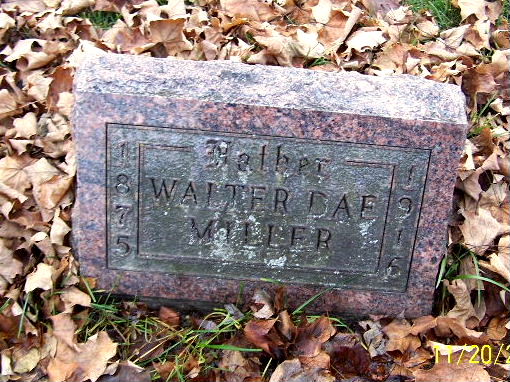 Father
1875
WALTER DAE
MILLER
1916
11/20/2